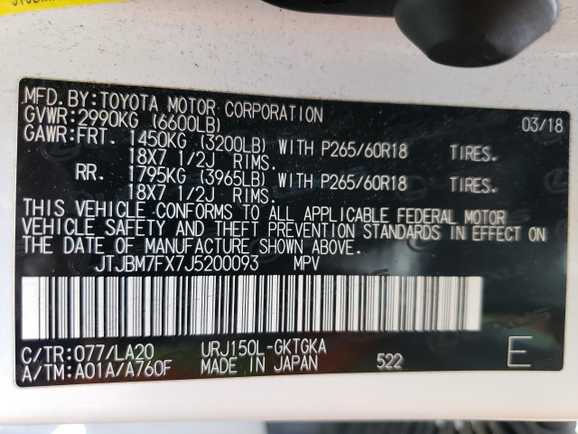 MFD.BY:TOYOTA MOTOR CORPORATION 03/18
GVWR:2990KG (6600LB)
GAWR:FRT. 1450KG (3200LB) WITH P265/60R18 TIRES.
18X7 1/2J RIMS.
RR. 1795KG (3965LB) WITH P265/60R18 TIRES.
18X7 1/2J RIMS.
THIS VEHICLE CONFORMS TO ALL APPLICABLE FEDERAL MOTOR
VEHICLE SAFETY AND THEFT PREVENTION STANDARDS IN EFFECT ON
THE DATE OF MANUFACTURE SHOWN ABOVE.
JTJBM7FX7J5200093 MPV
C/TR:077/LA20 URJ150L-GKTGKA
A/TM:A01A/A760F MADE IN JAPAN 522 E